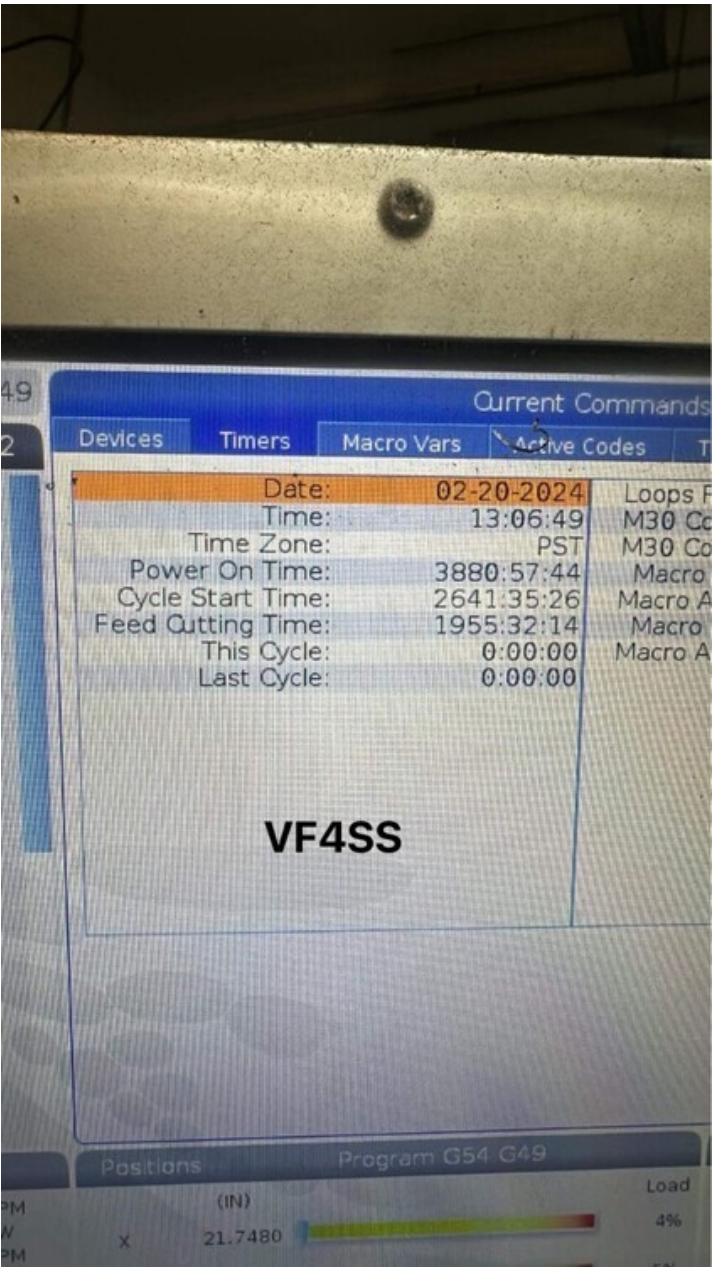 49
Current Commands
2
Devices Timers Macro Vars Active Codes T
Date: 02-20-2024 Loops
Time: 13:06:49 M30
Time Zone: PST M30
Power On Time: 3880:57:44 Macro
Cycle Start Time: 2641:35:26 Macro A
Feed Cutting Time: 1955:32:14 Macro
This Cycle: 0:00:00 Macro A
Last Cycle: 0:00:00
VF4SS
Positions Program G54 G49
(IN) Load
X 21.7480 4%